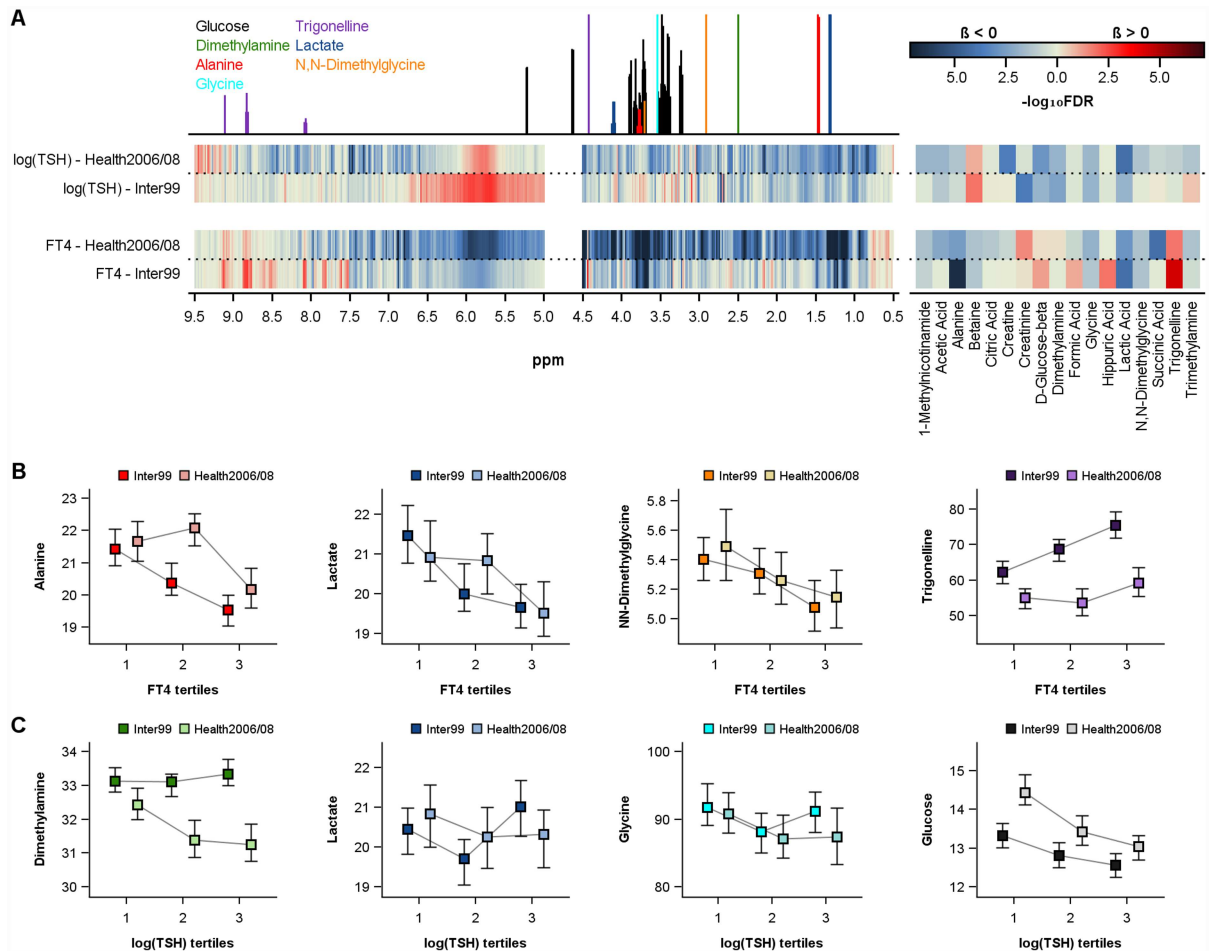 A
Glucose Trigonelline
Dimethylamine Lactate
Alanine N,N-Dimethylglycine
Glycine
ß < 0 ß > 0
5.0 2.5 0.0 2.5 5.0
-log₁₀FDR
log(TSH) - Health2006/08
log(TSH) - Inter99
FT4 - Health2006/08
FT4 - Inter99
9.5 9.0 8.5 8.0 7.5 7.0 6.5 6.0 5.5 5.0 4.5 4.0 3.5 3.0 2.5 2.0 1.5 1.0 0.5
ppm
1-Methylnicotinamide
Acetic Acid
Alanine
Betaine
Citric Acid
Creatine
Creatinine
D-Glucose-beta
Dimethylamine
Formic Acid
Glycine
Hippuric Acid
Lactic Acid
N,N-Dimethylglycine
Succinic Acid
Trigonelline
Trimethylamine
B
Inter99 Health2006/08
Alanine
23
22
21
20
19
1 2 3
FT4 tertiles
Inter99 Health2006/08
Lactate
22
21
20
19
1 2 3
FT4 tertiles
Inter99 Health2006/08
NN-Dimethylglycine
5.8
5.6
5.4
5.2
5.0
1 2 3
FT4 tertiles
Inter99 Health2006/08
Trigonelline
80
70
60
50
1 2 3
FT4 tertiles
C
Inter99 Health2006/08
Dimethylamine
34
33
32
31
30
1 2 3
log(TSH) tertiles
Inter99 Health2006/08
Lactate
22
21
20
19
1 2 3
log(TSH) tertiles
Inter99 Health2006/08
Glycine
100
90
80
1 2 3
log(TSH) tertiles
Inter99 Health2006/08
Glucose
15
14
13
12
1 2 3
log(TSH) tertiles